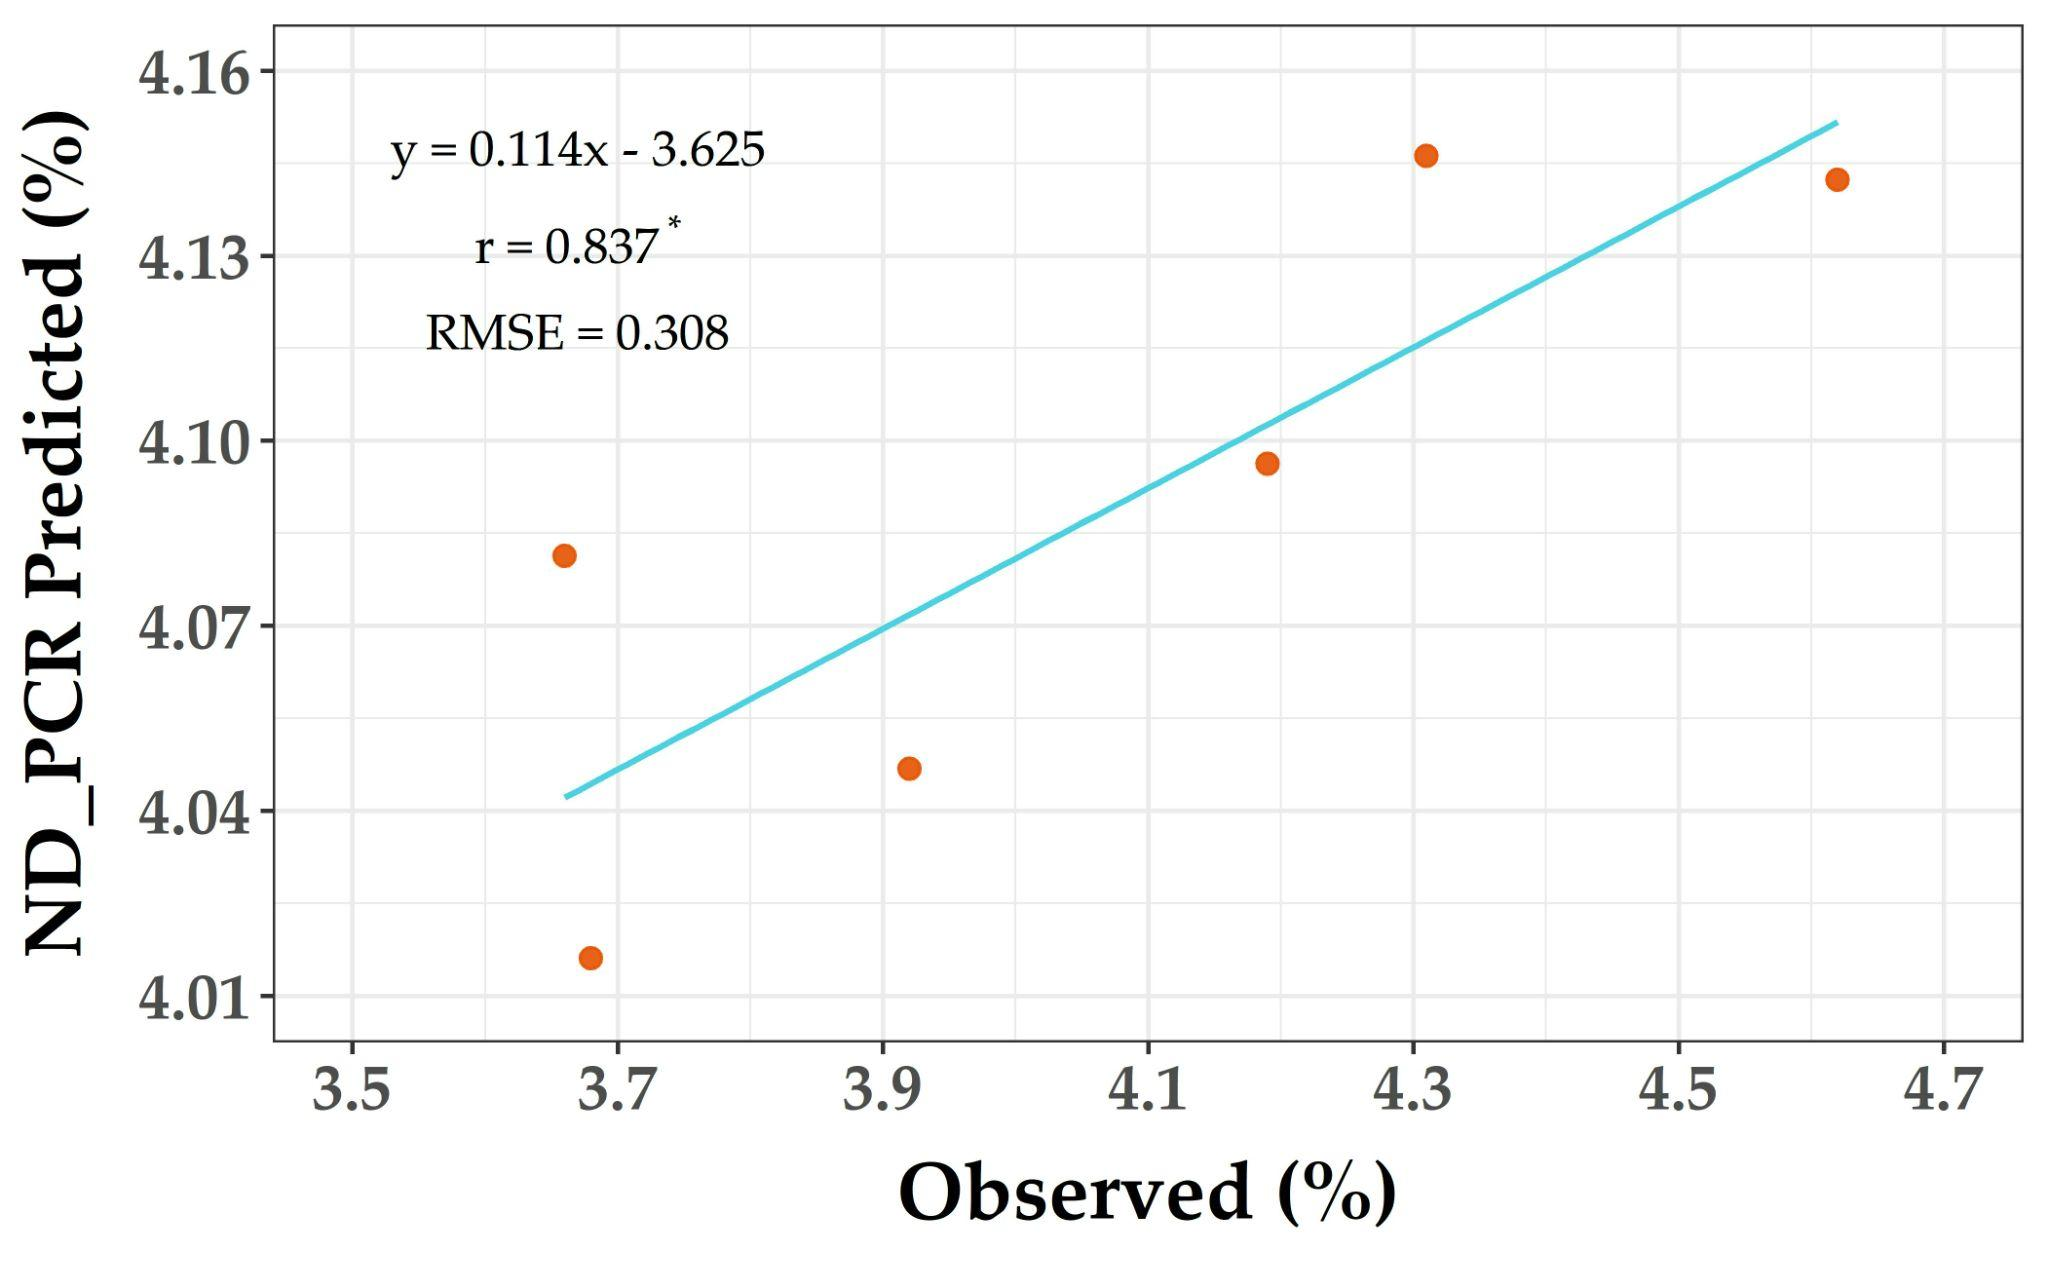 4.16
4.13
4.10
4.07
4.04
4.01
ND_PCR Predicted (%)
y = 0.114x - 3.625
r = 0.837*
RMSE = 0.308
3.5 3.7 3.9 4.1 4.3 4.5 4.7
Observed (%)